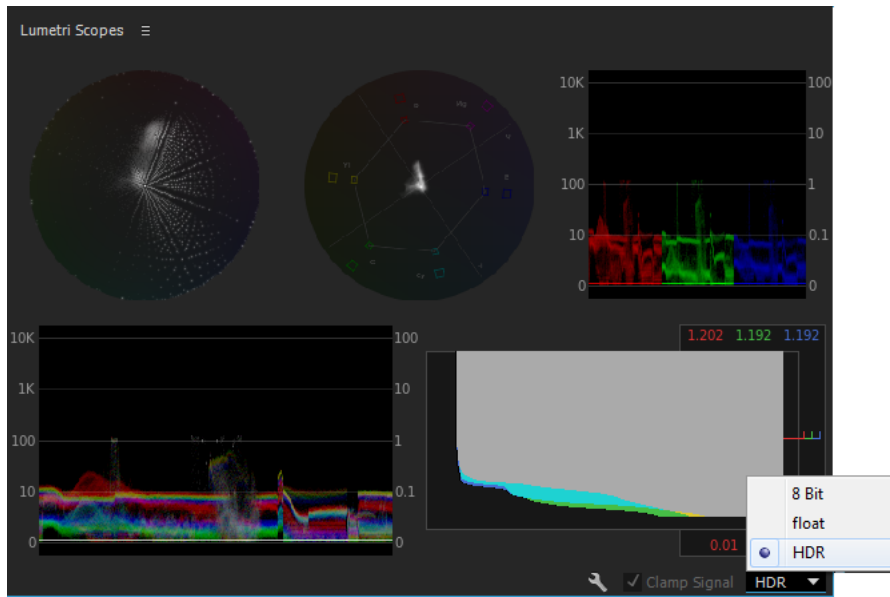 Lumetri Scopes
10K 100
1K 10
100 1
10 0.1
0 0
10K 100
1K 10
100 1
10 0.1
0 0
1.202 1.192 1.192
0.01
8 Bit
float
HDR
Clamp Signal HDR